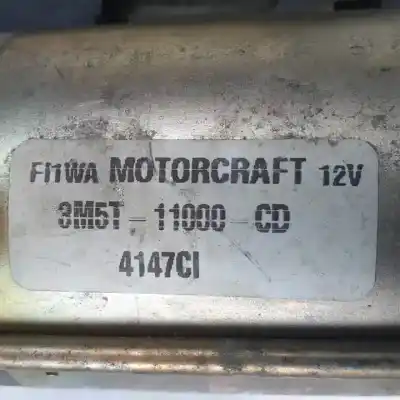 FI1WA MOTORCRAFT 12V
3M5T-11000-CD
4147CI